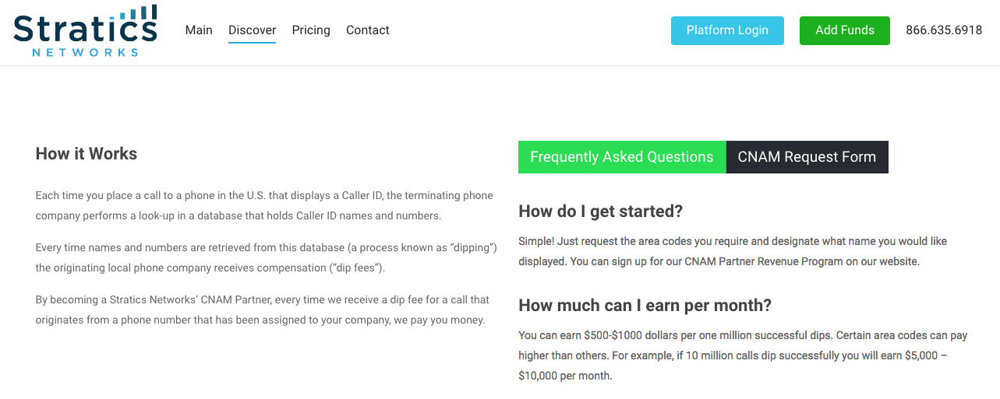 Stratics
NETWORKS
Main Discover Pricing Contact
Platform Login Add Funds 866.635.6918
How it Works
Each time you place a call to a phone in the U.S. that displays a Caller ID, the terminating phone
company performs a look-up in a database that holds Caller ID names and numbers.
Every time names and numbers are retrieved from this database (a process known as “dipping”)
the originating local phone company receives compensation (“dip fees”).
By becoming a Stratics Networks’ CNAM Partner, every time we receive a dip fee for a call that
originates from a phone number that has been assigned to your company, we pay you money.
Frequently Asked Questions CNAM Request Form
How do I get started?
Simple! Just request the area codes you require and designate what name you would like
displayed. You can sign up for our CNAM Partner Revenue Program on our website.
How much can I earn per month?
You can earn $500-$1000 dollars per one million successful dips. Certain area codes can pay
higher than others. For example, if 10 million calls dip successfully you will earn $5,000 –
$10,000 per month.